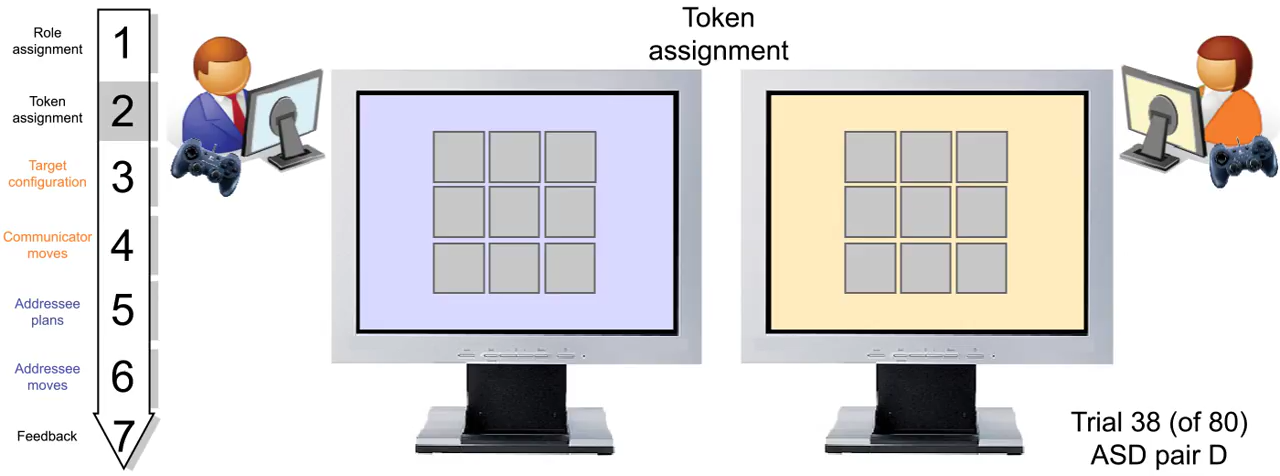 Token
assignment
Role
assignment
1
Token
assignment
2
Target
configuration
3
Communicator
moves
4
Addressee
plans
5
Addressee
moves
6
Feedback
7
Trial 38 (of 80)
ASD pair D